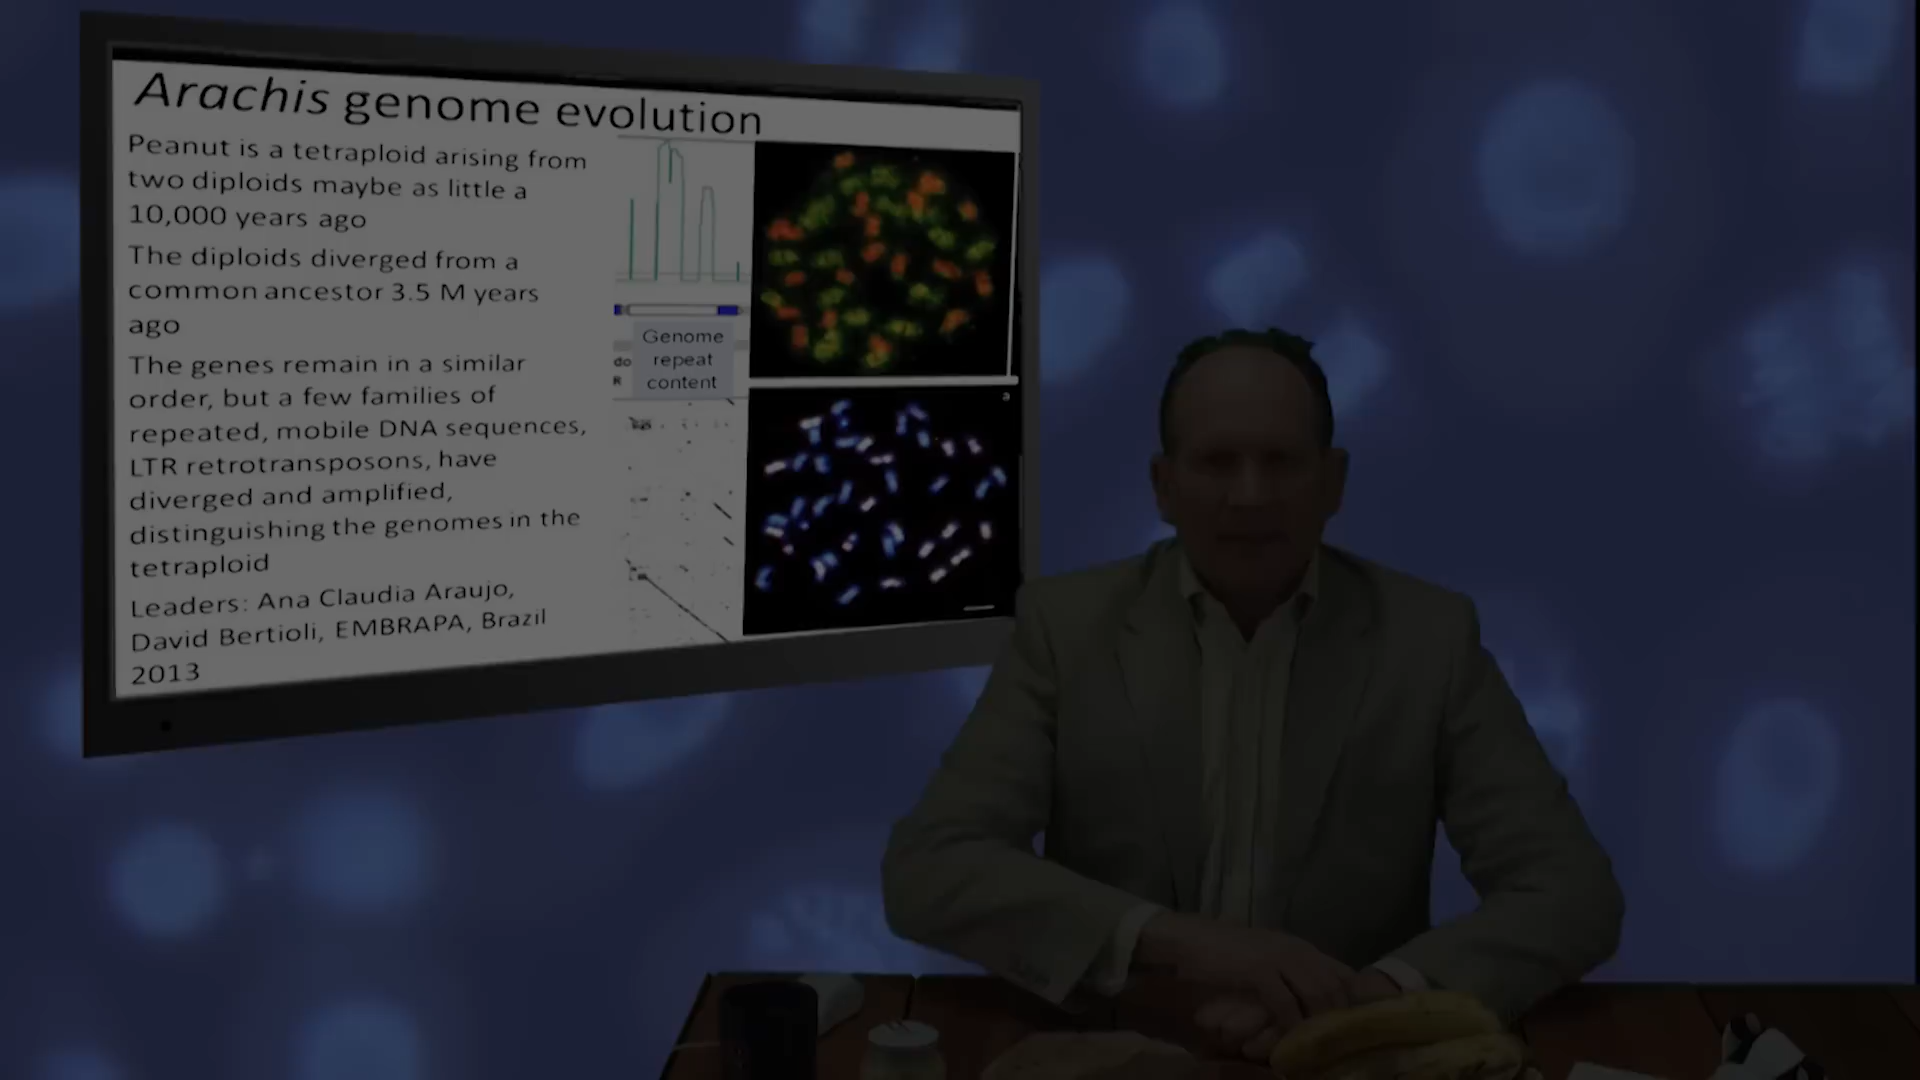 Arachis genome evolution
Peanut is a tetraploid arising from
two diploids maybe as little a
10,000 years ago
The diploids diverged from a
common ancestor 3.5 M years
ago
The genes remain in a similar
order, but a few families of
repeated, mobile DNA sequences,
LTR retrotransposons, have
diverged and amplified,
distinguishing the genomes in the
tetraploid
Leaders: Ana Claudia Araujo,
David Bertioli, EMBRAPA, Brazil
2013
do
R
Genome
repeat
content
a